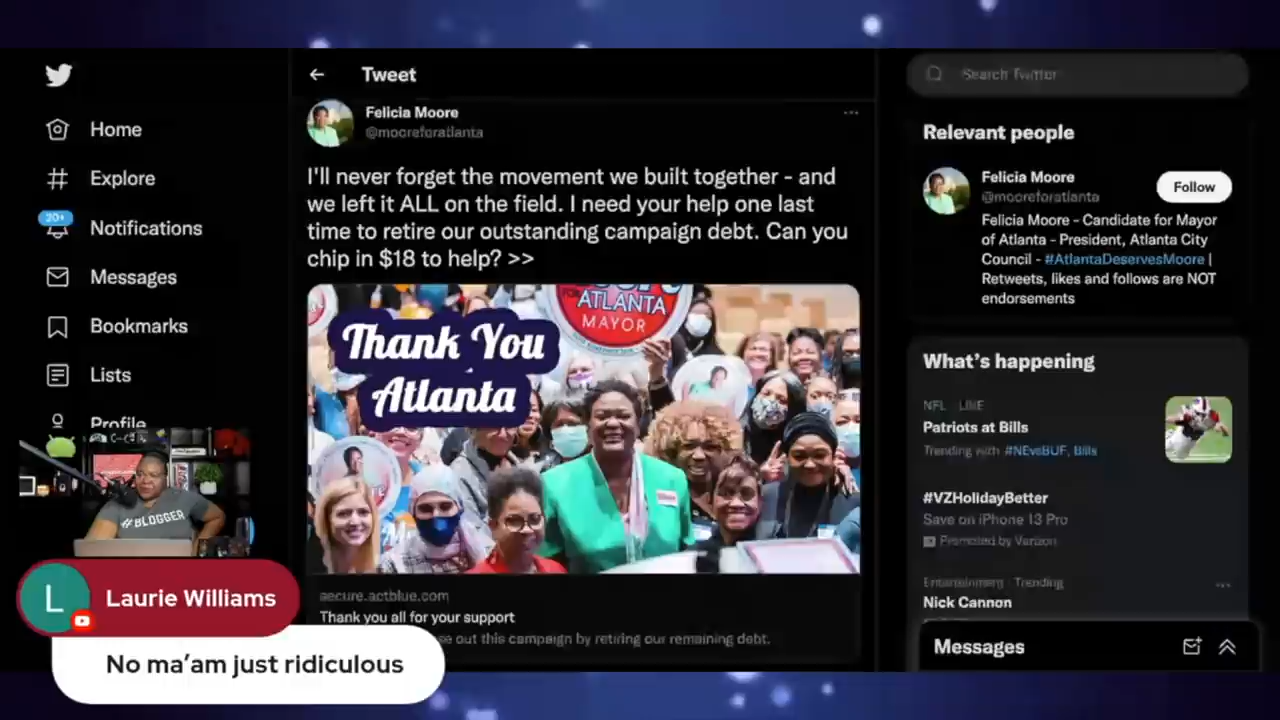 Tweet
Search Twitter
Home
Explore
20+
Notifications
Messages
Bookmarks
Lists
Profile
Felicia Moore
@mooreforatlanta
I'll never forget the movement we built together - and
we left it ALL on the field. I need your help one last
time to retire our outstanding campaign debt. Can you
chip in $18 to help? >>
ATLANTA
MAYOR
Thank You
Atlanta
secure.actblue.com
Thank you all for your support
out this campaign by retiring our remaining debt.
Relevant people
Felicia Moore
@mooreforatlanta
Follow
Felicia Moore - Candidate for Mayor
of Atlanta - President, Atlanta City
Council - #AtlantaDeservesMoore |
Retweets, likes and follows are NOT
endorsements
What's happening
NFL · LIVE
Patriots at Bills
Trending with #NEvsBUF, Bills
#VZHolidayBetter
Save on iPhone 13 Pro
Promoted by Verizon
Entertainment · Trending
Nick Cannon
Messages
#BLOGGER
L
Laurie Williams
No ma'am just ridiculous